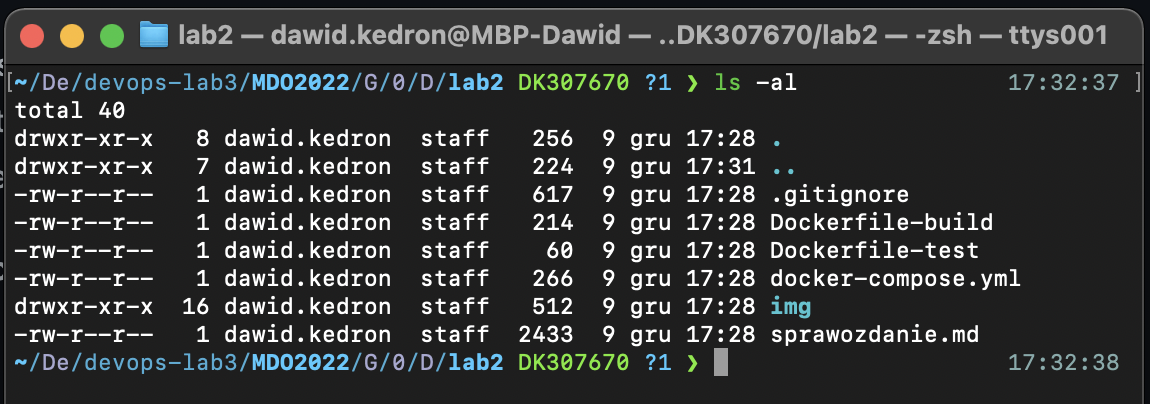 lab2 — dawid.kedron@MBP-Dawid — ..DK307670/lab2 — -zsh — ttys001
[~/De/devops-lab3/MDO2022/G/0/D/lab2 DK307670 ?1 ❯ ls -al 17:32:37 ]
total 40
drwxr-xr-x   8 dawid.kedron  staff   256  9 gru 17:28 .
drwxr-xr-x   7 dawid.kedron  staff   224  9 gru 17:31 ..
-rw-r--r--   1 dawid.kedron  staff   617  9 gru 17:28 .gitignore
-rw-r--r--   1 dawid.kedron  staff   214  9 gru 17:28 Dockerfile-build
-rw-r--r--   1 dawid.kedron  staff    60  9 gru 17:28 Dockerfile-test
-rw-r--r--   1 dawid.kedron  staff   266  9 gru 17:28 docker-compose.yml
drwxr-xr-x  16 dawid.kedron  staff   512  9 gru 17:28 img
-rw-r--r--   1 dawid.kedron  staff  2433  9 gru 17:28 sprawozdanie.md
~/De/devops-lab3/MDO2022/G/0/D/lab2 DK307670 ?1 ❯ 17:32:38